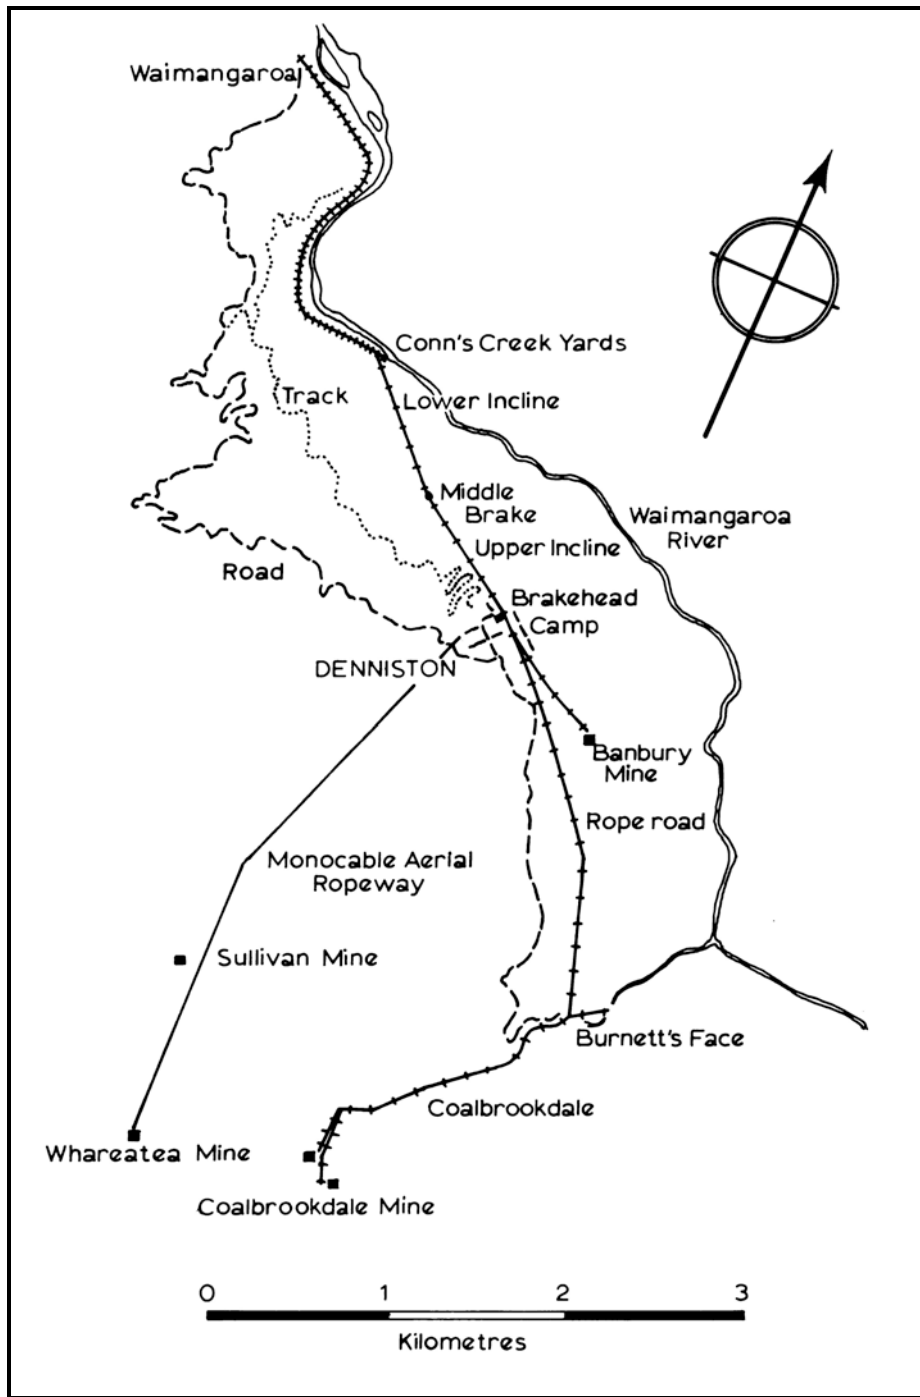 Waimangaroa
Conn's Creek Yards
Track
Lower Incline
Middle
Brake
Waimangaroa
River
Upper Incline
Road
Brakehead
Camp
DENNISTON
Banbury
Mine
Rope road
Monocable Aerial
Ropeway
Sullivan Mine
Burnett's Face
Coalbrookdale
Whareatea Mine
Coalbrookdale Mine
0 1 2 3
Kilometres